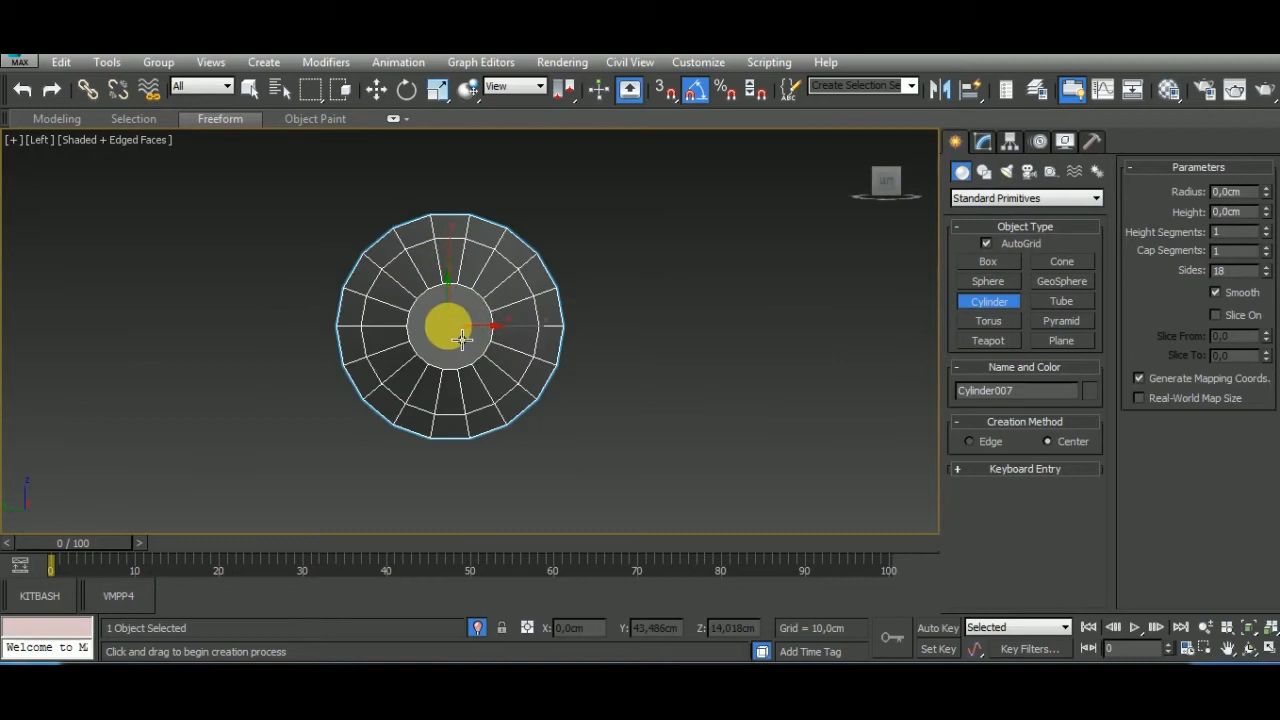 MAX Edit Tools Group Views Create Modifiers Animation Graph Editors Rendering Civil View Customize Scripting Help
All View 3 Create Selection Se
Modeling Selection Freeform Object Paint
[+] [Left] [Shaded + Edged Faces]
Standard Primitives
Object Type
AutoGrid
Box Cone
Sphere GeoSphere
Cylinder Tube
Torus Pyramid
Teapot Plane
Name and Color
Cylinder007
Creation Method
Edge Center
Keyboard Entry
Parameters
Radius: 0,0cm
Height: 0,0cm
Height Segments: 1
Cap Segments: 1
Sides: 18
Smooth
Slice On
Slice From: 0,0
Slice To: 0,0
Generate Mapping Coords.
Real-World Map Size
z
0 / 100
0 10 20 30 40 50 60 70 80 90 100
KITBASH VMPP4
1 Object Selected X: 0,0cm Y: 43,486cm Z: 14,018cm Grid = 10,0cm Auto Key Selected
Welcome to M Click and drag to begin creation process Add Time Tag Set Key Key Filters... 0